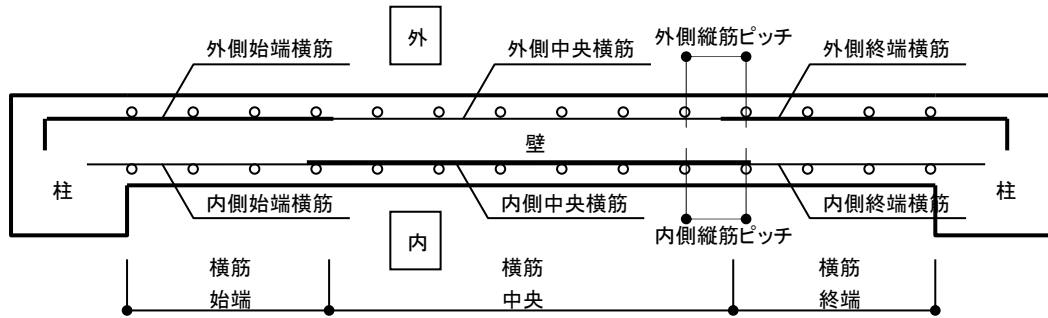 外
外側始端横筋
外側中央横筋
外側縦筋ピッチ
外側終端横筋
壁
柱
柱
内側始端横筋
内側中央横筋
内側終端横筋
内
内側縦筋ピッチ
横筋
始端
横筋
中央
横筋
終端